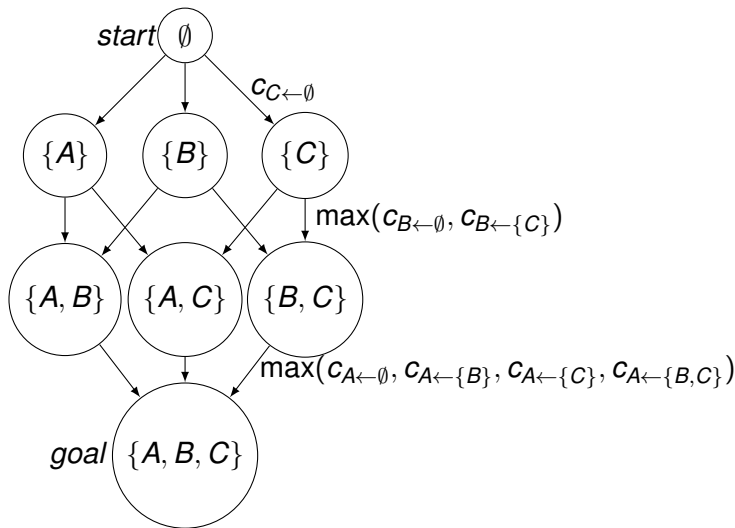 start ∅
c_{C←∅}
{A} {B} {C}
max(c_{B←∅}, c_{B←{C}})
{A, B} {A, C} {B, C}
max(c_{A←∅}, c_{A←{B}}, c_{A←{C}}, c_{A←{B,C}})
goal {A, B, C}